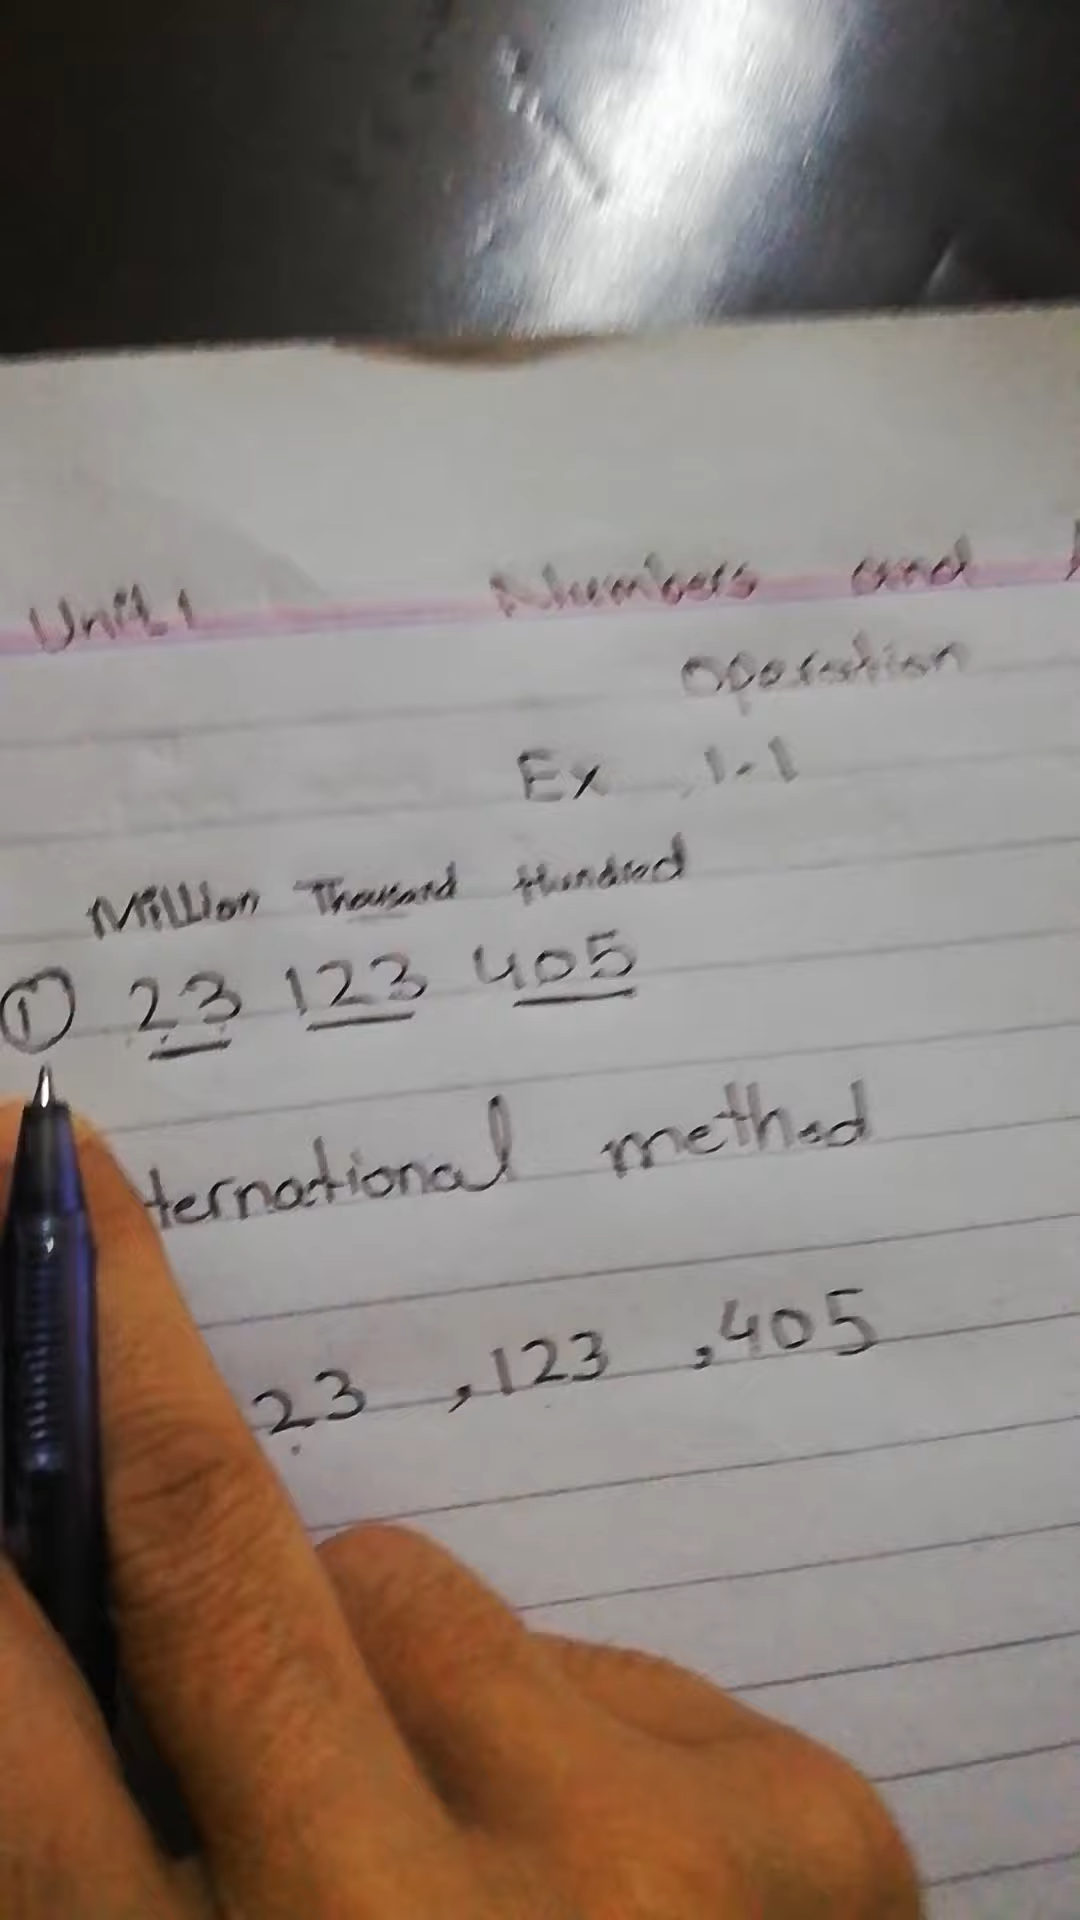 Unit 1 Numbers and
Operation
Ex 1.1
Million Thousand Hundred
① 23 123 405
ternational method
23 ,123 ,405